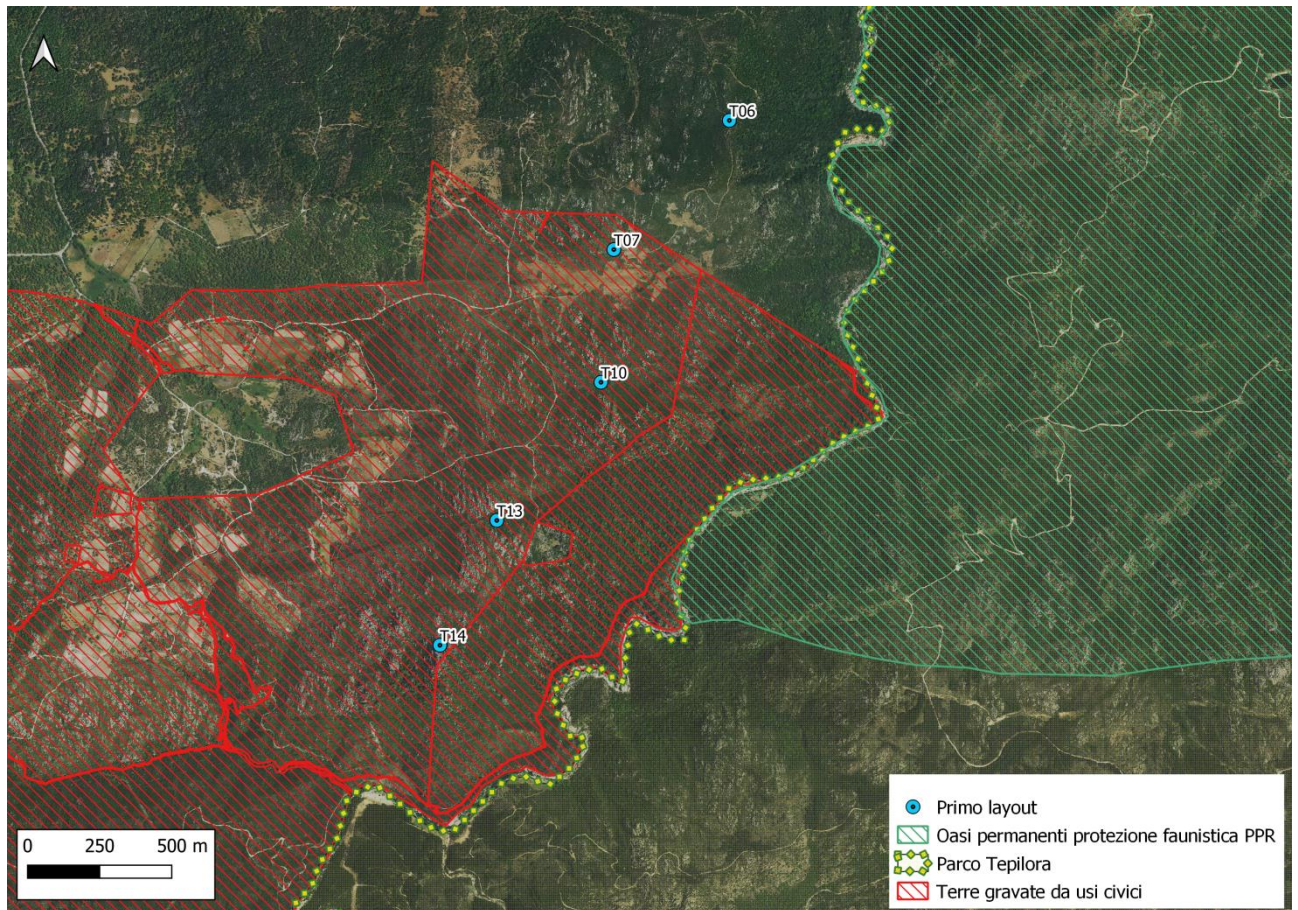 T06
T07
T10
T13
T14
0 250 500 m
Primo layout
Oasi permanenti protezione faunistica PPR
Parco Tepilora
Terre gravate da usi civici